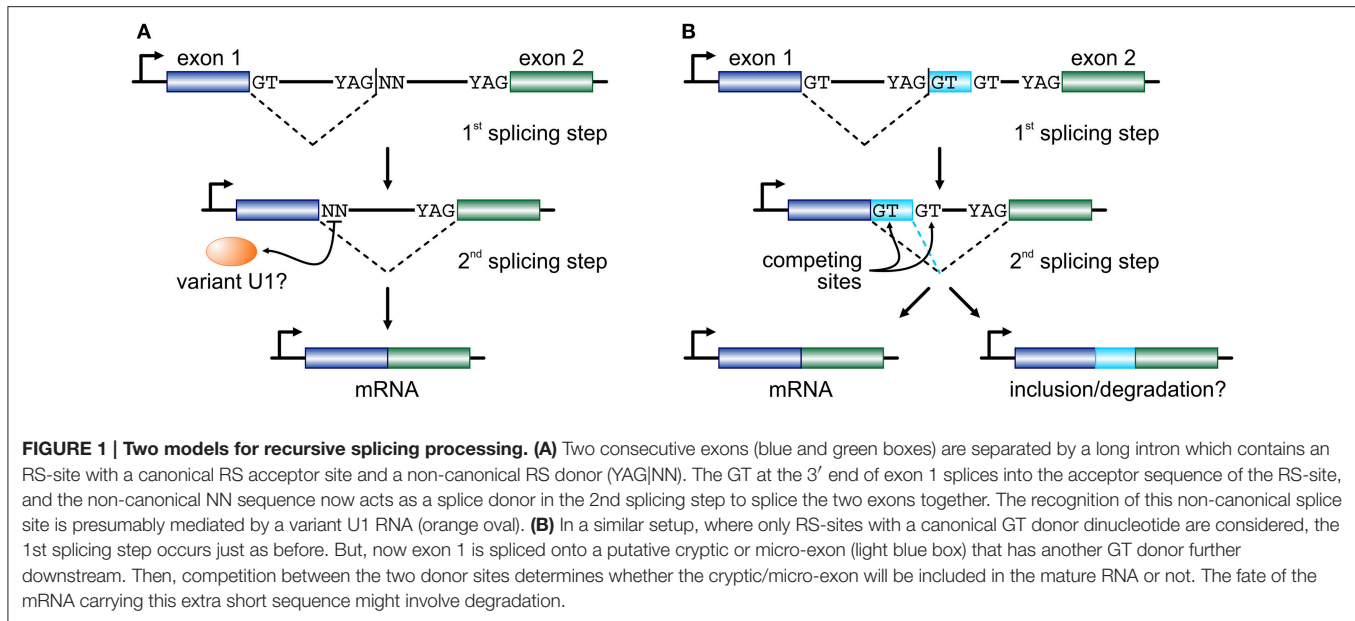 A
exon 1
exon 2
GT
YAG|NN
YAG
1st splicing step
NN
YAG
variant U1?
2nd splicing step
mRNA
B
exon 1
exon 2
GT
YAG
GT
GT
YAG
1st splicing step
GT
GT
YAG
competing
sites
2nd splicing step
mRNA
inclusion/degradation?
FIGURE 1 | Two models for recursive splicing processing. (A) Two consecutive exons (blue and green boxes) are separated by a long intron which contains an
RS-site with a canonical RS acceptor site and a non-canonical RS donor (YAG|NN). The GT at the 3′ end of exon 1 splices into the acceptor sequence of the RS-site,
and the non-canonical NN sequence now acts as a splice donor in the 2nd splicing step to splice the two exons together. The recognition of this non-canonical splice
site is presumably mediated by a variant U1 RNA (orange oval). (B) In a similar setup, where only RS-sites with a canonical GT donor dinucleotide are considered, the
1st splicing step occurs just as before. But, now exon 1 is spliced onto a putative cryptic or micro-exon (light blue box) that has another GT donor further
downstream. Then, competition between the two donor sites determines whether the cryptic/micro-exon will be included in the mature RNA or not. The fate of the
mRNA carrying this extra short sequence might involve degradation.